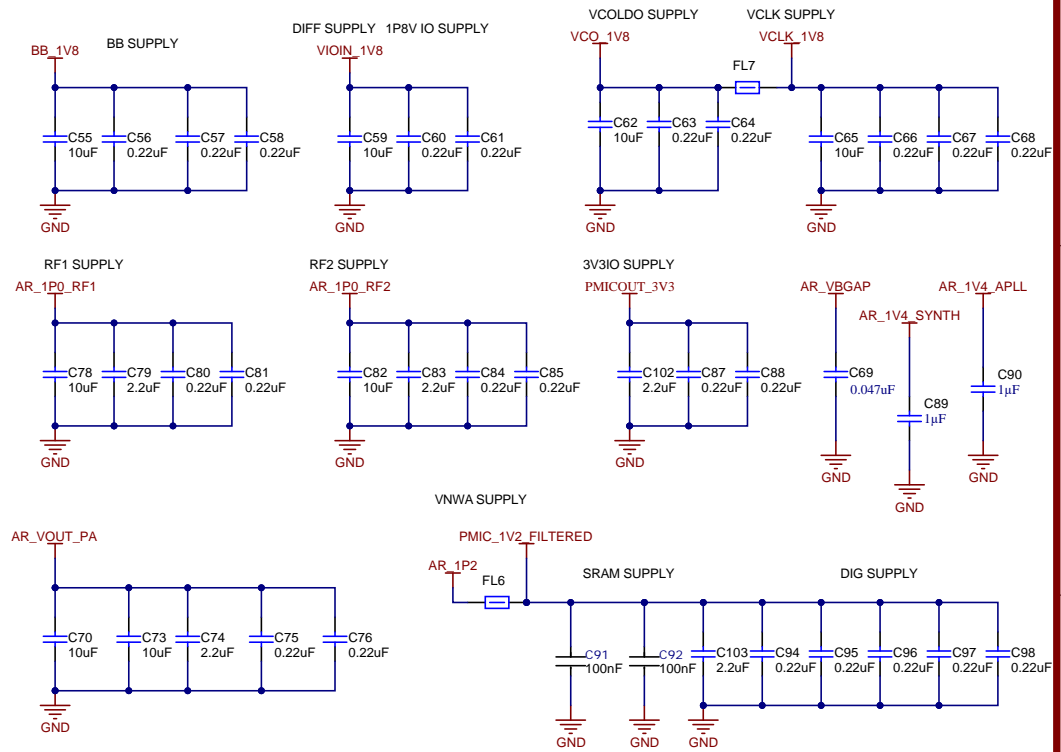 BB SUPPLY
BB_1V8
C55
10uF
C56
0.22uF
C57
0.22uF
C58
0.22uF
GND
DIFF SUPPLY 1P8V IO SUPPLY
VIOIN_1V8
C59
10uF
C60
0.22uF
C61
0.22uF
GND
VCOLDO SUPPLY
VCO_1V8
C62
10uF
C63
0.22uF
C64
0.22uF
GND
FL7
VCLK SUPPLY
VCLK_1V8
C65
10uF
C66
0.22uF
C67
0.22uF
C68
0.22uF
GND
RF1 SUPPLY
AR_1P0_RF1
C78
10uF
C79
2.2uF
C80
0.22uF
C81
0.22uF
GND
RF2 SUPPLY
AR_1P0_RF2
C82
10uF
C83
2.2uF
C84
0.22uF
C85
0.22uF
GND
3V3IO SUPPLY
PMICOUT_3V3
C102
2.2uF
C87
0.22uF
C88
0.22uF
GND
AR_VBGAP
C69
0.047uF
GND
AR_1V4_SYNTH
C89
1µF
GND
AR_1V4_APLL
C90
1µF
GND
AR_VOUT_PA
C70
10uF
C73
10uF
C74
2.2uF
C75
0.22uF
C76
0.22uF
GND
VNWA SUPPLY
PMIC_1V2_FILTERED
AR_1P2
FL6
SRAM SUPPLY
C91
100nF
GND
C92
100nF
GND
DIG SUPPLY
C103
2.2uF
C94
0.22uF
C95
0.22uF
C96
0.22uF
C97
0.22uF
C98
0.22uF
GND